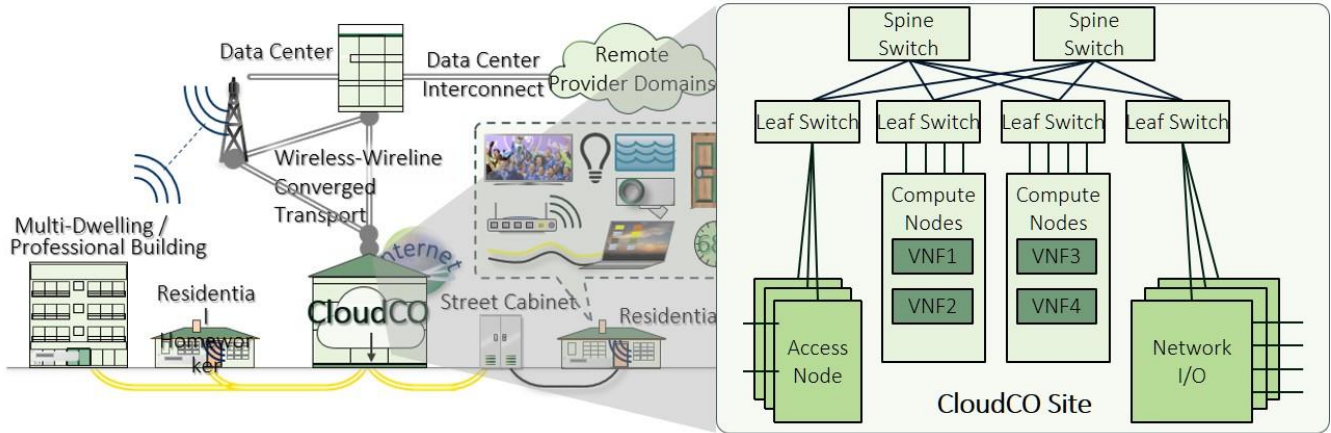 Data Center
Data Center
Interconnect
Remote
Provider Domains
Wireless-Wireline
Converged
Transport
Multi-Dwelling /
Professional Building
Residentia
l
Homewor
ker
Internet
CloudCO
Street Cabinet
Residentia
68
Spine
Switch
Spine
Switch
Leaf Switch
Leaf Switch
Leaf Switch
Leaf Switch
Compute
Nodes
VNF1
VNF2
Compute
Nodes
VNF3
VNF4
Access
Node
Network
I/O
CloudCO Site